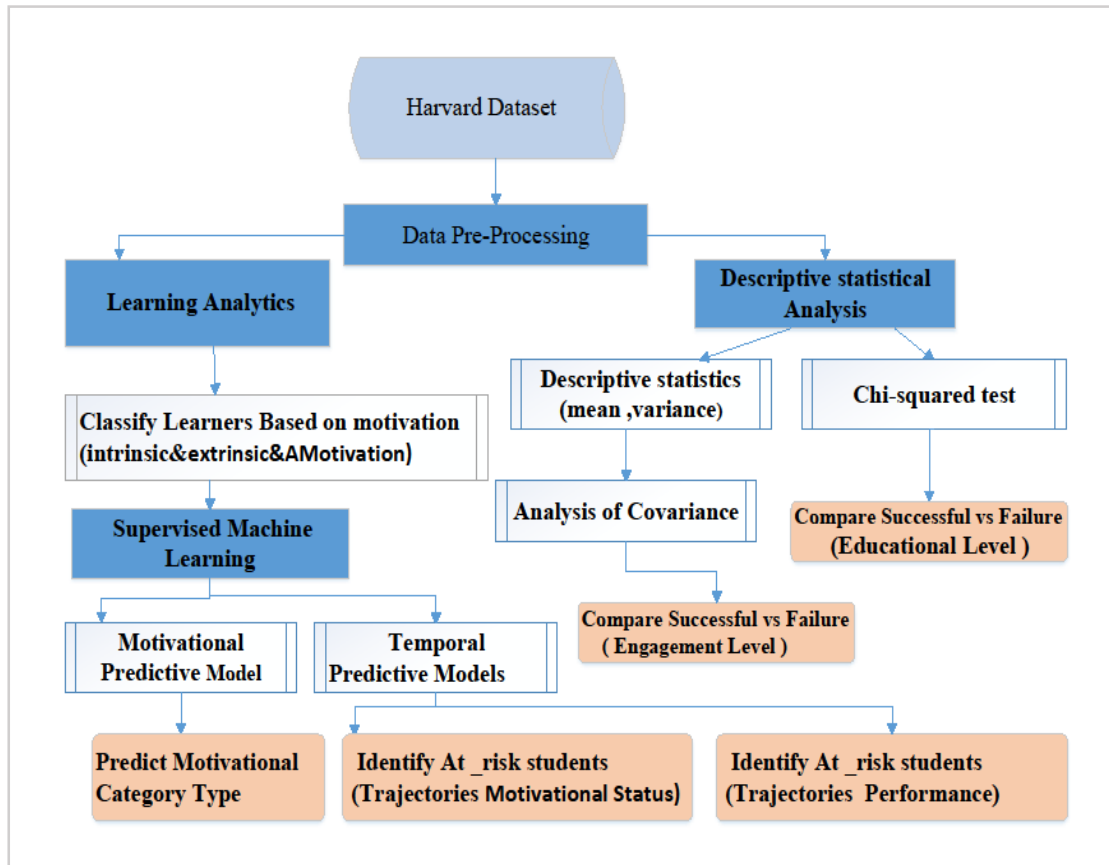 Harvard Dataset
Data Pre-Processing
Learning Analytics
Descriptive statistical
Analysis
Descriptive statistics
(mean ,variance)
Chi-squared test
Classify Learners Based on motivation
(intrinsic&extrinsic&AMotivation)
Analysis of Covariance
Compare Successful vs Failure
(Educational Level )
Supervised Machine
Learning
Compare Successful vs Failure
( Engagement Level )
Motivational
Predictive Model
Temporal
Predictive Models
Predict Motivational
Category Type
Identify At _risk students
(Trajectories Motivational Status)
Identify At _risk students
(Trajectories Performance)